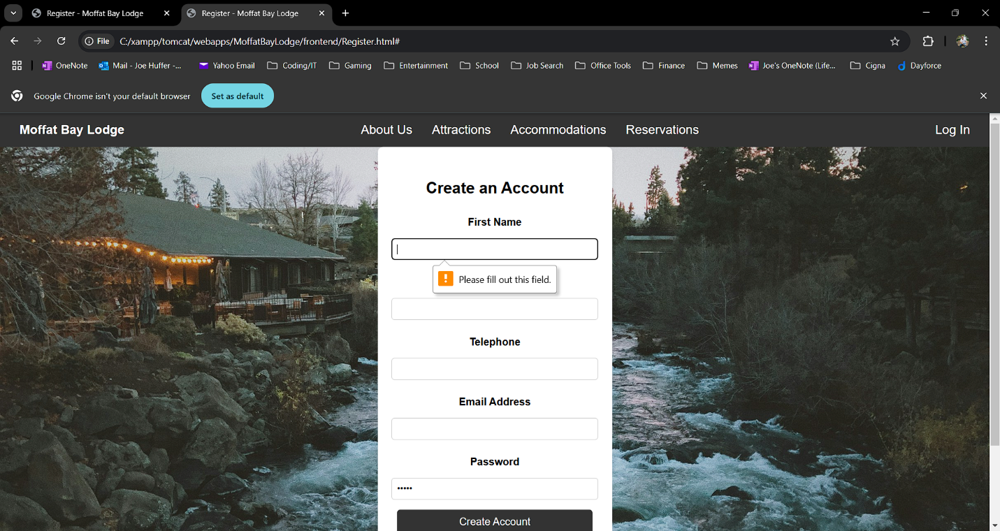 Register - Moffat Bay Lodge
Register - Moffat Bay Lodge
File C:/xampp/tomcat/webapps/MoffatBayLodge/frontend/Register.html#
OneNote Mail - Joe Huffer -... Yahoo Email Coding/IT Gaming Entertainment School Job Search Office Tools Finance Memes Joe's OneNote (Life... Cigna Dayforce
Google Chrome isn't your default browser Set as default
Moffat Bay Lodge About Us Attractions Accommodations Reservations Log In
Create an Account
First Name
Please fill out this field.
Telephone
Email Address
Password
•••••
Create Account